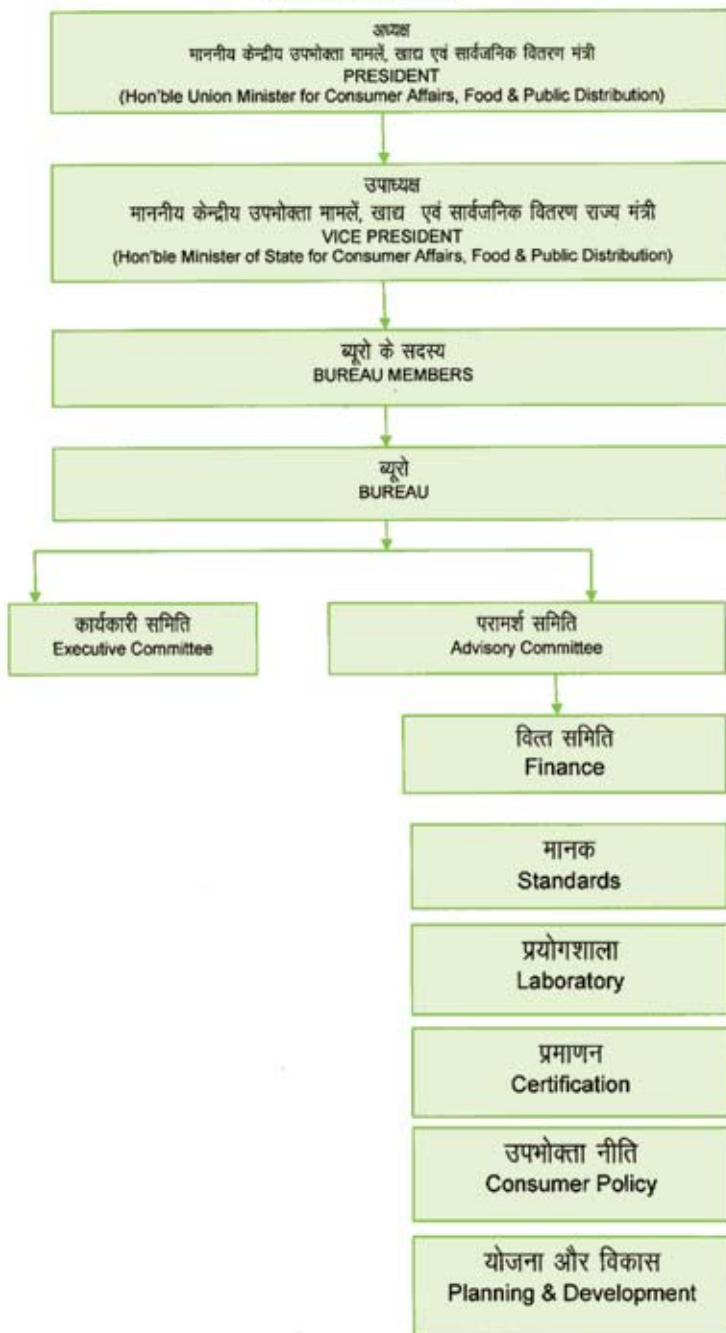 अध्यक्ष
माननीय केन्द्रीय उपभोक्ता मामलें, खाद्य एवं सार्वजनिक वितरण मंत्री
PRESIDENT
(Hon'ble Union Minister for Consumer Affairs, Food & Public Distribution)
उपाध्यक्ष
माननीय केन्द्रीय उपभोक्ता मामलें, खाद्य एवं सार्वजनिक वितरण राज्य मंत्री
VICE PRESIDENT
(Hon'ble Minister of State for Consumer Affairs, Food & Public Distribution)
ब्यूरो के सदस्य
BUREAU MEMBERS
ब्यूरो
BUREAU
कार्यकारी समिति
Executive Committee
परामर्श समिति
Advisory Committee
वित्त समिति
Finance
मानक
Standards
प्रयोगशाला
Laboratory
प्रमाणन
Certification
उपभोक्ता नीति
Consumer Policy
योजना और विकास
Planning & Development